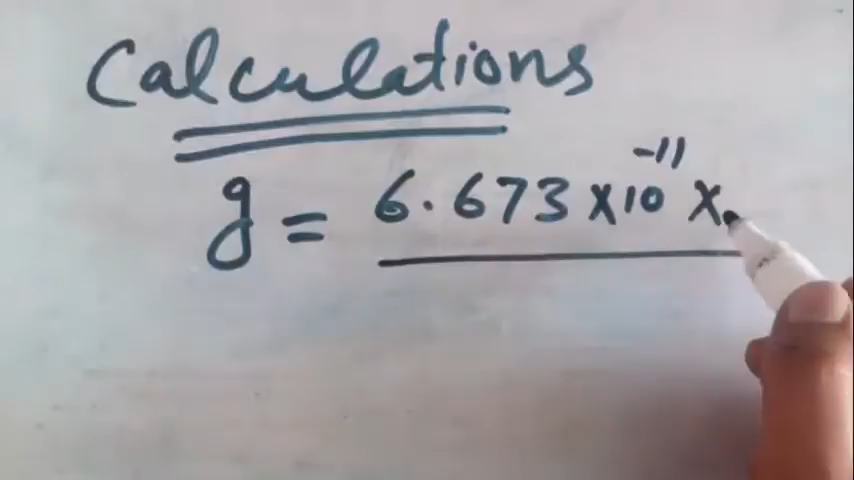 Calculations
g = 6.673 × 10⁻¹¹ ×